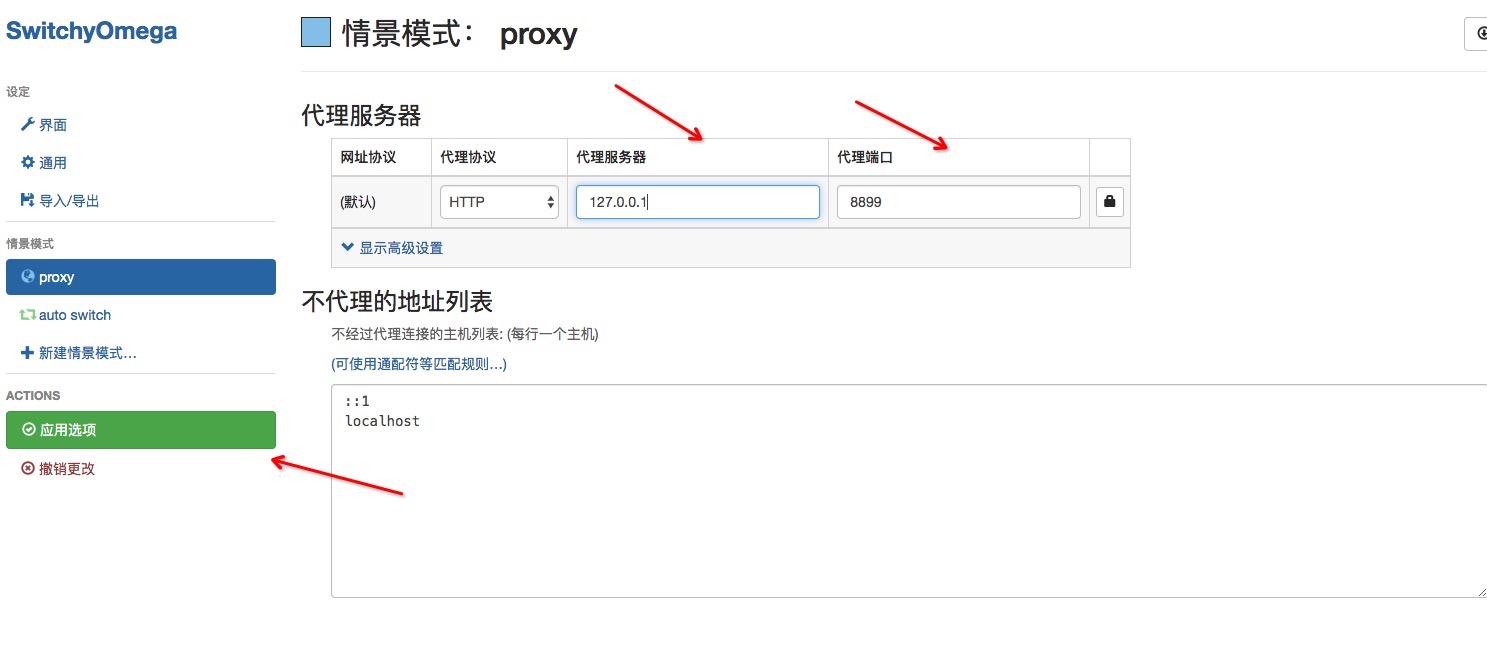 SwitchyOmega
设定
界面
通用
导入/导出
情景模式
proxy
auto switch
新建情景模式...
ACTIONS
应用选项
撤销更改
情景模式： proxy
代理服务器
网址协议 代理协议 代理服务器 代理端口
(默认) HTTP 127.0.0.1 8899
显示高级设置
不代理的地址列表
不经过代理连接的主机列表: (每行一个主机)
(可使用通配符等匹配规则...)
::1
localhost